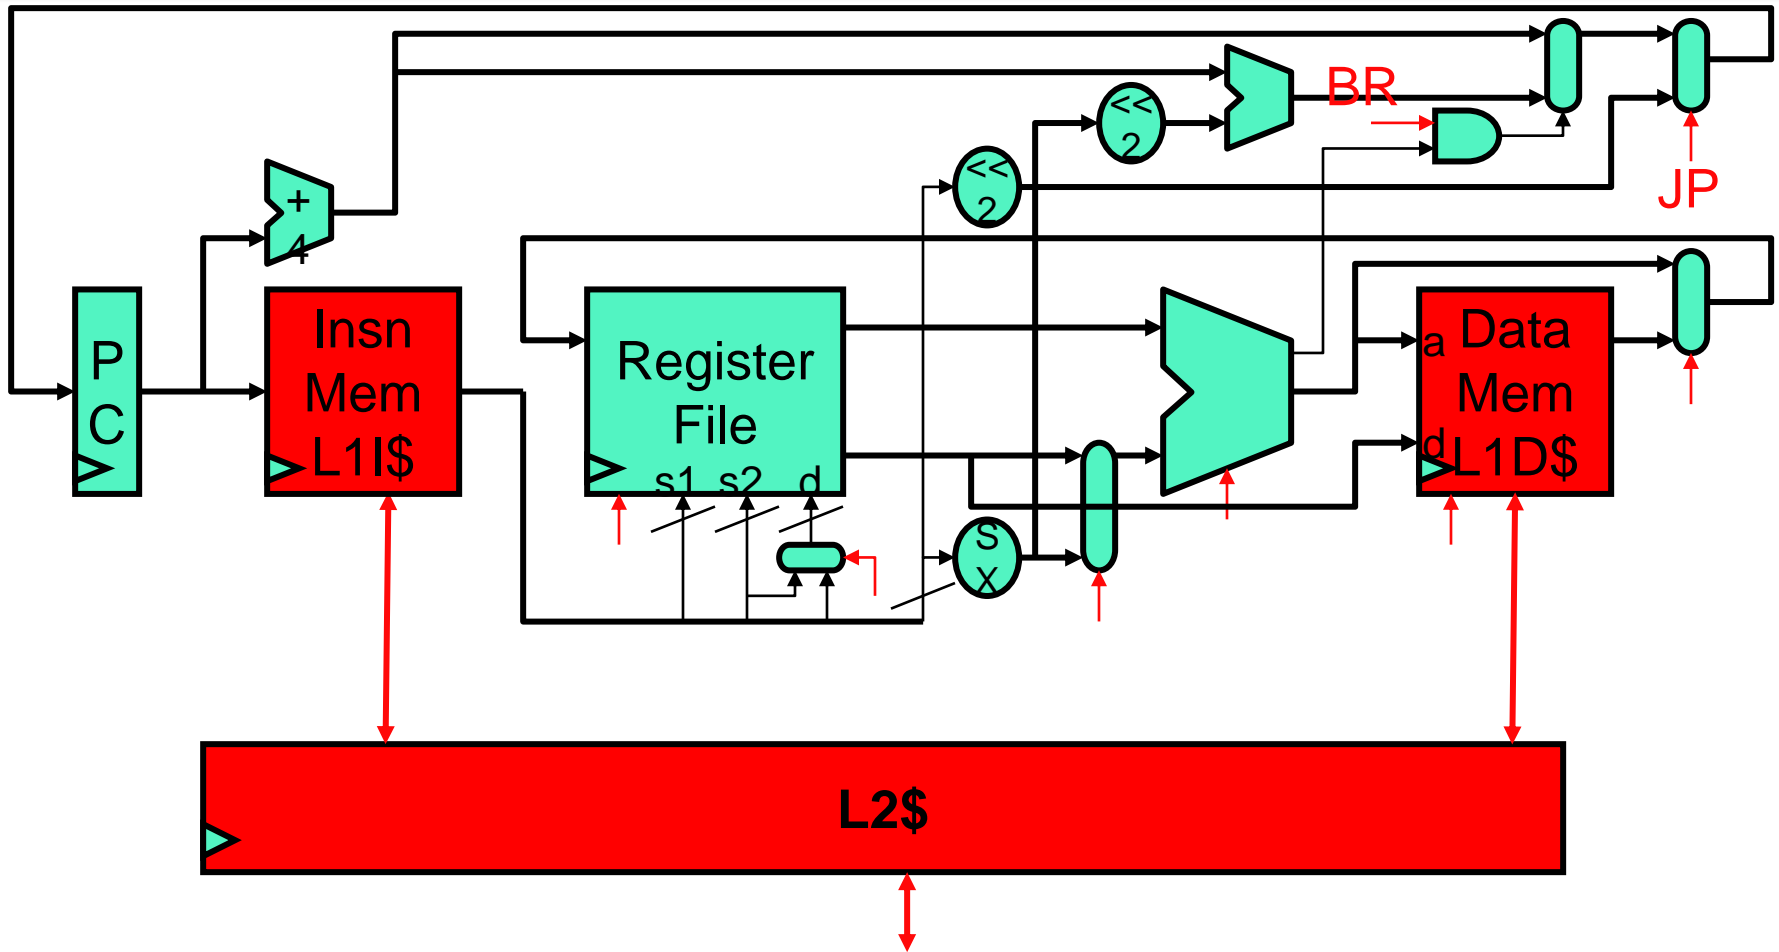 BR
<<
2
<<
2
JP
+
4
P
C
Insn
Mem
L1I$
Register
File
s1 s2 d
S
X
a
d
Data
Mem
L1D$
L2$